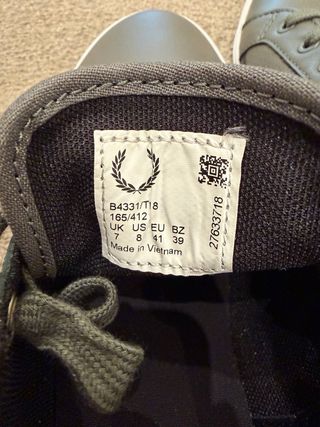 B4331/T18
165/412
UK US EU BZ
7 8 41 39
Made in Vietnam
27633718